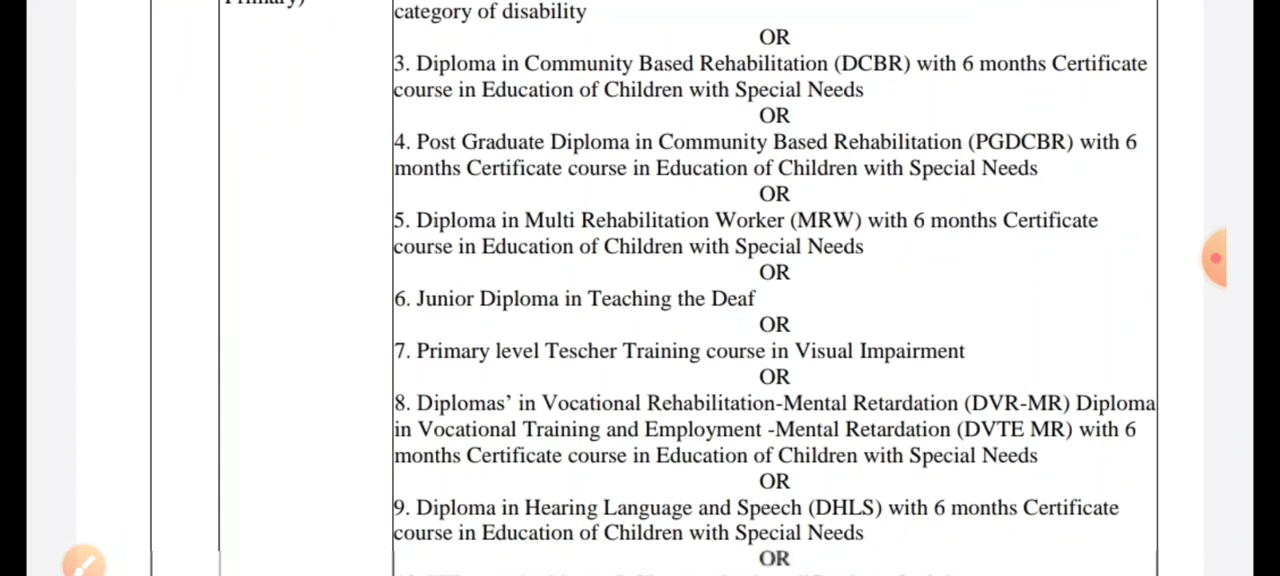 Primary)
category of disability
OR
3. Diploma in Community Based Rehabilitation (DCBR) with 6 months Certificate
course in Education of Children with Special Needs
OR
4. Post Graduate Diploma in Community Based Rehabilitation (PGDCBR) with 6
months Certificate course in Education of Children with Special Needs
OR
5. Diploma in Multi Rehabilitation Worker (MRW) with 6 months Certificate
course in Education of Children with Special Needs
OR
6. Junior Diploma in Teaching the Deaf
OR
7. Primary level Tescher Training course in Visual Impairment
OR
8. Diplomas’ in Vocational Rehabilitation-Mental Retardation (DVR-MR) Diploma
in Vocational Training and Employment -Mental Retardation (DVTE MR) with 6
months Certificate course in Education of Children with Special Needs
OR
9. Diploma in Hearing Language and Speech (DHLS) with 6 months Certificate
course in Education of Children with Special Needs
OR